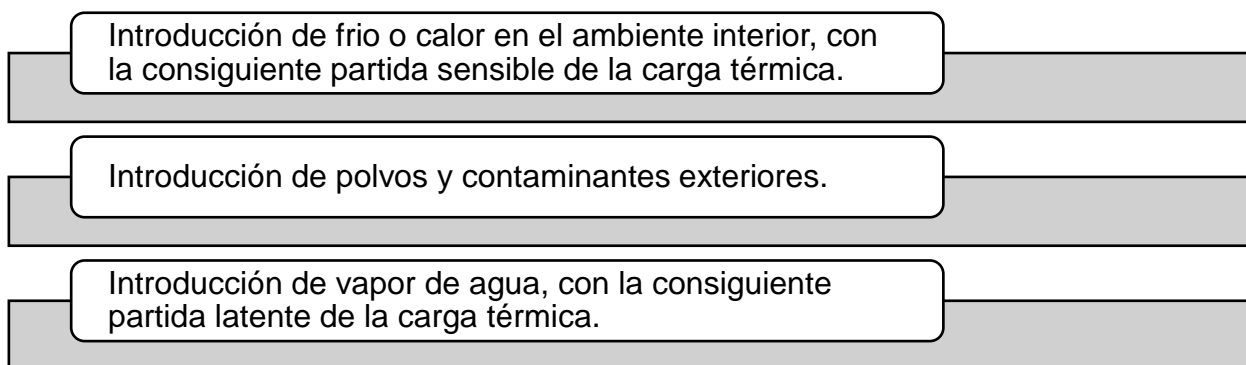 Introducción de frio o calor en el ambiente interior, con
la consiguiente partida sensible de la carga térmica.
Introducción de polvos y contaminantes exteriores.
Introducción de vapor de agua, con la consiguiente
partida latente de la carga térmica.